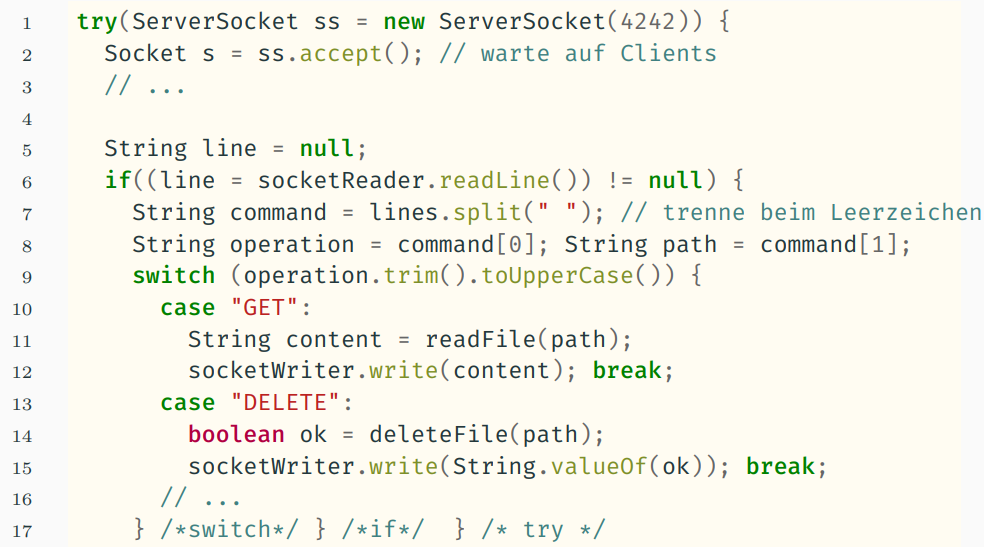 1 try(ServerSocket ss = new ServerSocket(4242)) {
2 Socket s = ss.accept(); // warte auf Clients
3 // ...
4
5 String line = null;
6 if((line = socketReader.readLine()) != null) {
7 String command = lines.split(" "); // trenne beim Leerzeichen
8 String operation = command[0]; String path = command[1];
9 switch (operation.trim().toUpperCase()) {
10 case "GET":
11 String content = readFile(path);
12 socketWriter.write(content); break;
13 case "DELETE":
14 boolean ok = deleteFile(path);
15 socketWriter.write(String.valueOf(ok)); break;
16 // ...
17 } /*switch*/ } /*if*/  } /* try */